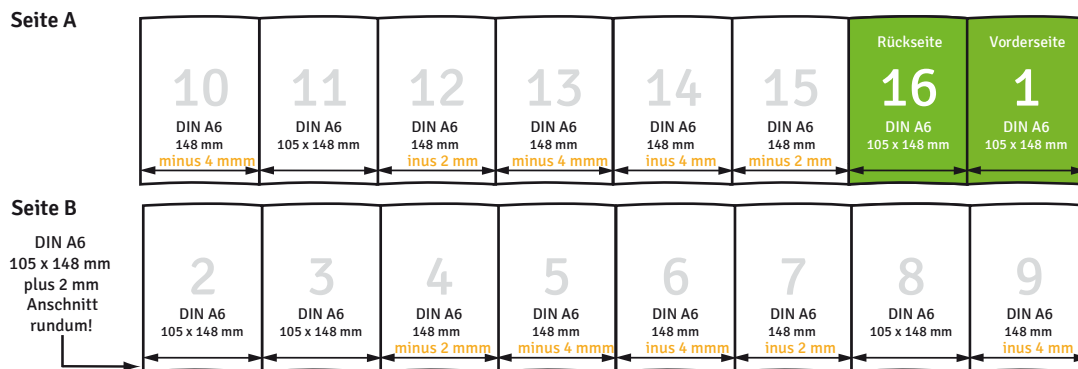 Seite A
Rückseite
Vorderseite
10
11
12
13
14
15
16
1
DIN A6
DIN A6
DIN A6
DIN A6
DIN A6
DIN A6
DIN A6
DIN A6
148 mm
105 x 148 mm
148 mm
148 mm
148 mm
148 mm
105 x 148 mm
105 x 148 mm
minus 4 mmm
inus 2 mm
minus 4 mmm
inus 4 mm
minus 2 mm
Seite B
DIN A6
105 x 148 mm
plus 2 mm
Anschnitt
rundum!
2
3
4
5
6
7
8
9
DIN A6
DIN A6
DIN A6
DIN A6
DIN A6
DIN A6
DIN A6
DIN A6
105 x 148 mm
105 x 148 mm
148 mm
148 mm
148 mm
148 mm
105 x 148 mm
148 mm
minus 2 mmm
minus 4 mmm
inus 4 mm
inus 2 mm
inus 4 mm